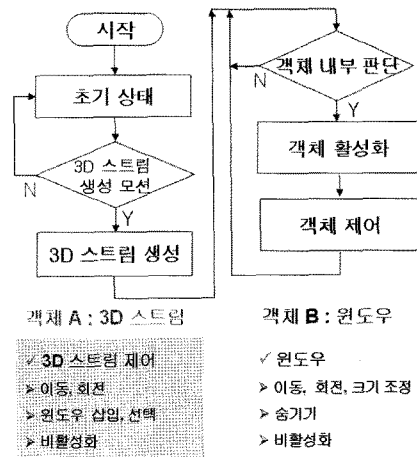 시작
초기 상태
3D 스트림
생성 모션
N
Y
3D 스트림 생성
객체 내부 판단
N
Y
객체 활성화
객체 제어
객체 A : 3D 스트림
✓ 3D 스트림 제어
➢ 이동, 회전
➢ 윈도우 삽입, 선택
➢ 비활성화
객체 B : 윈도우
✓ 윈도우
➢ 이동, 회전, 크기 조정
➢ 숨기기
➢ 비활성화